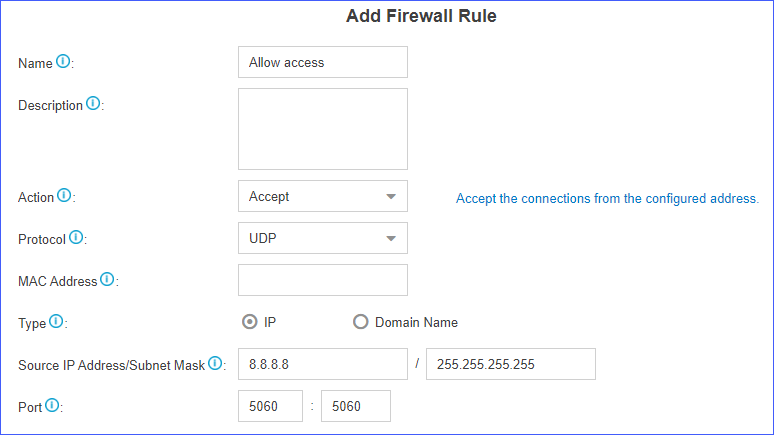 Add Firewall Rule
Name : Allow access
Description :
Action : Accept Accept the connections from the configured address.
Protocol : UDP
MAC Address :
Type : IP Domain Name
Source IP Address/Subnet Mask : 8.8.8.8 / 255.255.255.255
Port : 5060 : 5060